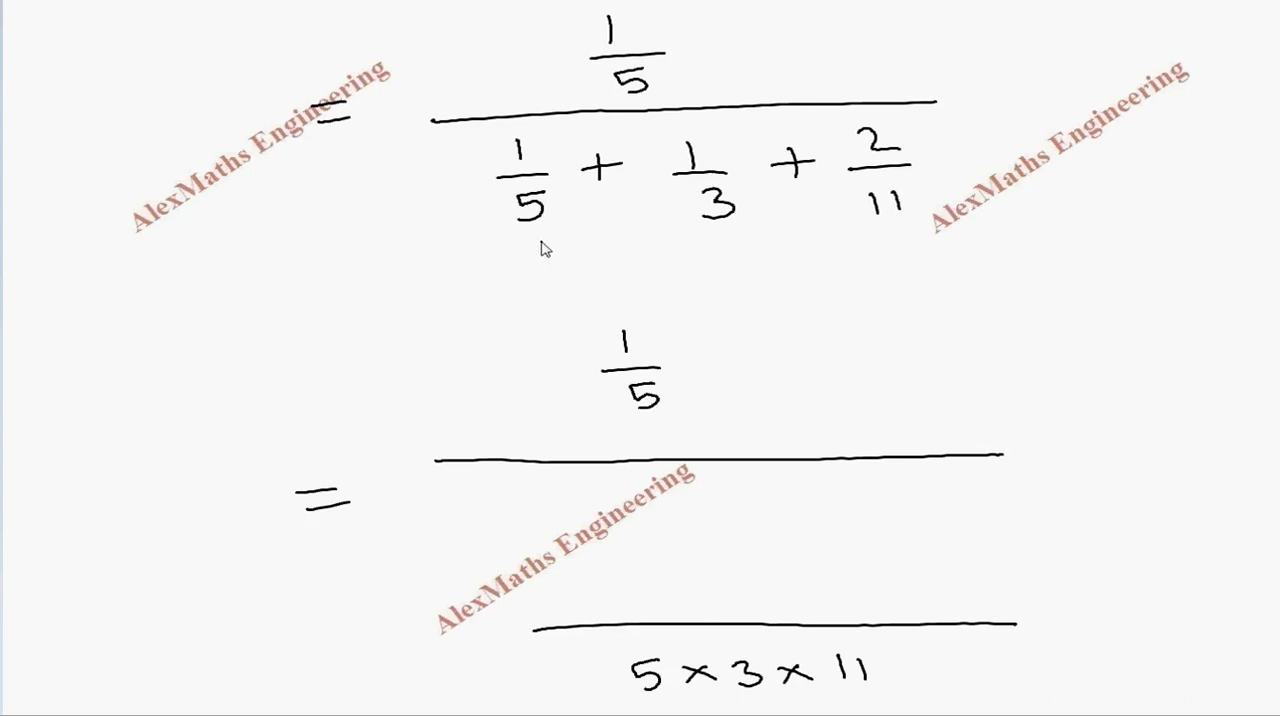 1
5
=
1 + 1 + 2
5 3 11
1
5
=
5 × 3 × 11
AlexMaths Engineering
AlexMaths Engineering
AlexMaths Engineering